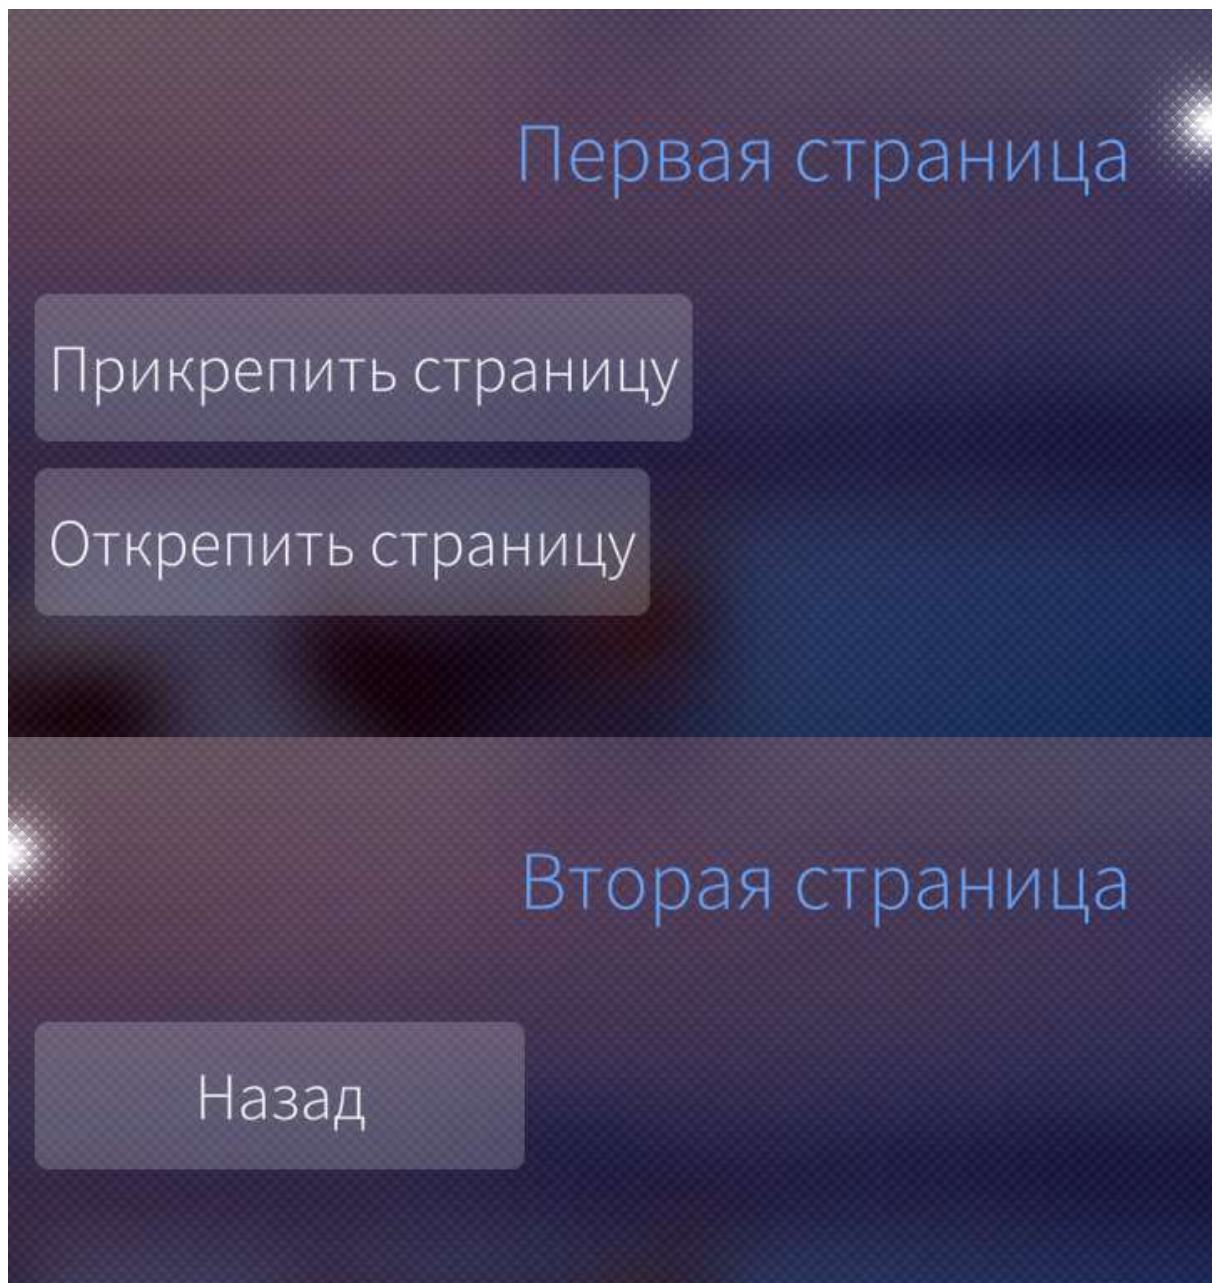 Первая страница
Прикрепить страницу
Открепить страницу
Вторая страница
Назад